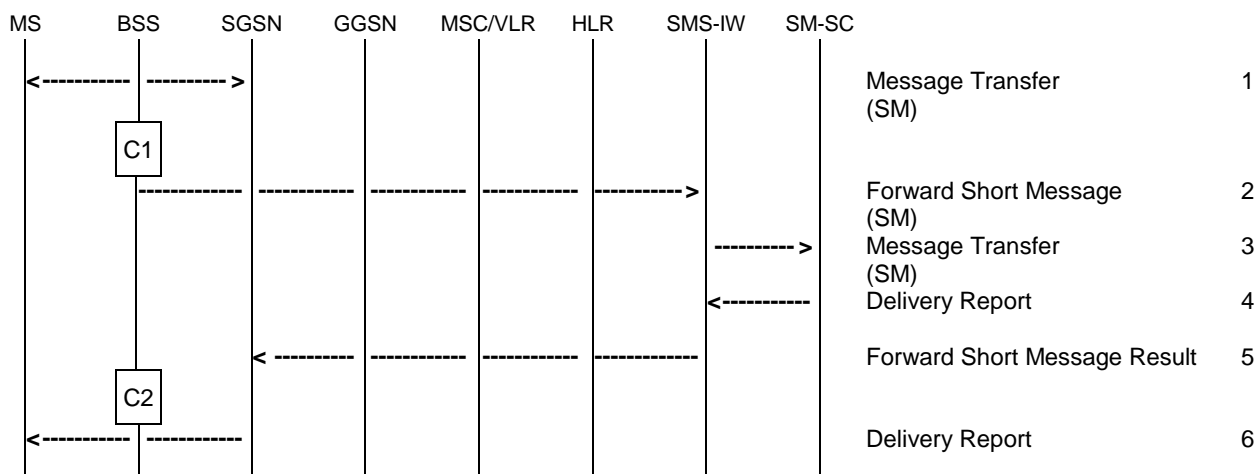 MS BSS SGSN GGSN MSC/VLR HLR SMS-IW SM-SC
Message Transfer 1
(SM)
C1
Forward Short Message 2
(SM)
Message Transfer 3
(SM)
Delivery Report 4
Forward Short Message Result 5
C2
Delivery Report 6